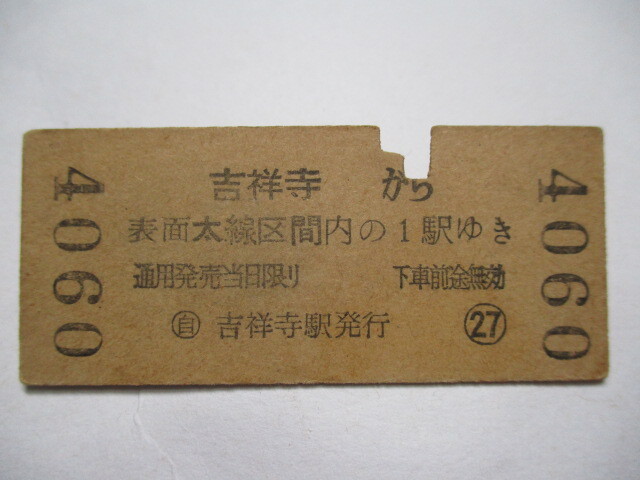 吉祥寺 から
表面太線区間内の1駅ゆき
通用発売当日限り 下車前途無効
自 吉祥寺駅発行 27
4060
4060